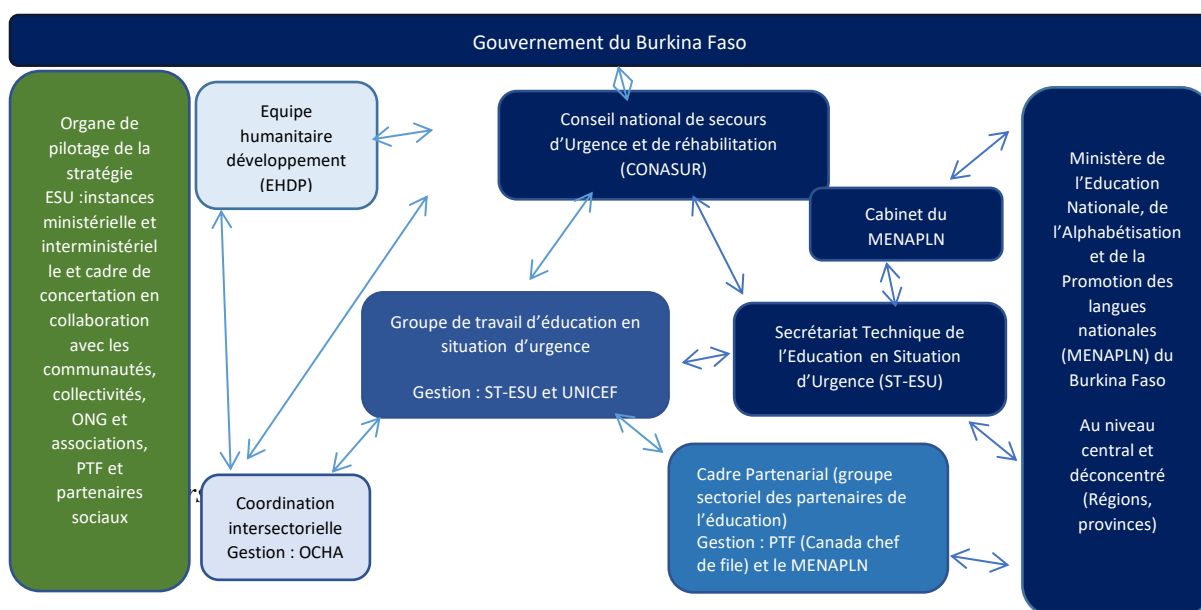 Gouvernement du Burkina Faso
Organe de
pilotage de la
stratégie
ESU :instances
ministérielle et
interministériel
le et cadre de
concertation en
collaboration
avec les
communautés,
collectivités,
ONG et
associations,
PTF et
partenaires
sociaux
Equipe
humanitaire
développement
(EHDP)
Conseil national de secours
d’Urgence et de réhabilitation
(CONASUR)
Cabinet du
MENAPLN
Ministère de
l’Education
Nationale, de
l’Alphabétisation
et de la
Promotion des
langues
nationales
(MENAPLN) du
Burkina Faso
Au niveau
central et
déconcentré
(Régions,
provinces)
Groupe de travail d’éducation en
situation d’urgence
Gestion : ST-ESU et UNICEF
Secrétariat Technique de
l’Education en Situation
d’Urgence (ST-ESU)
Coordination
intersectorielle
Gestion : OCHA
Cadre Partenarial (groupe
sectoriel des partenaires de
l’éducation)
Gestion : PTF (Canada chef
de file) et le MENAPLN